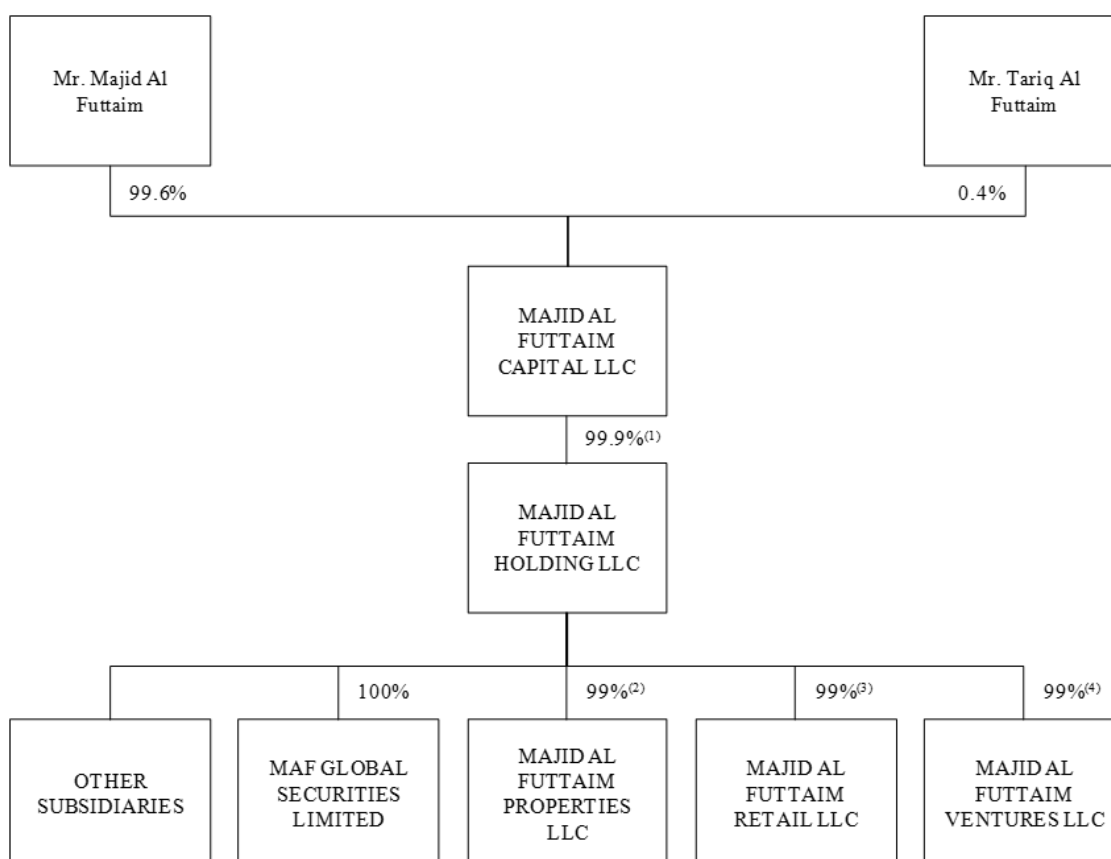 Mr. Majid Al
Futtaim
Mr. Tariq Al
Futtaim
99.6%
0.4%
MAJID AL
FUTTAIM
CAPITAL LLC
99.9%(1)
MAJID AL
FUTTAIM
HOLDING LLC
100%
99%(2)
99%(3)
99%(4)
OTHER
SUBSIDIARIES
MAF GLOBAL
SECURITIES
LIMITED
MAJID AL
FUTTAIM
PROPERTIES
LLC
MAJID AL
FUTTAIM
RETAIL LLC
MAJID AL
FUTTAIM
VENTURES LLC